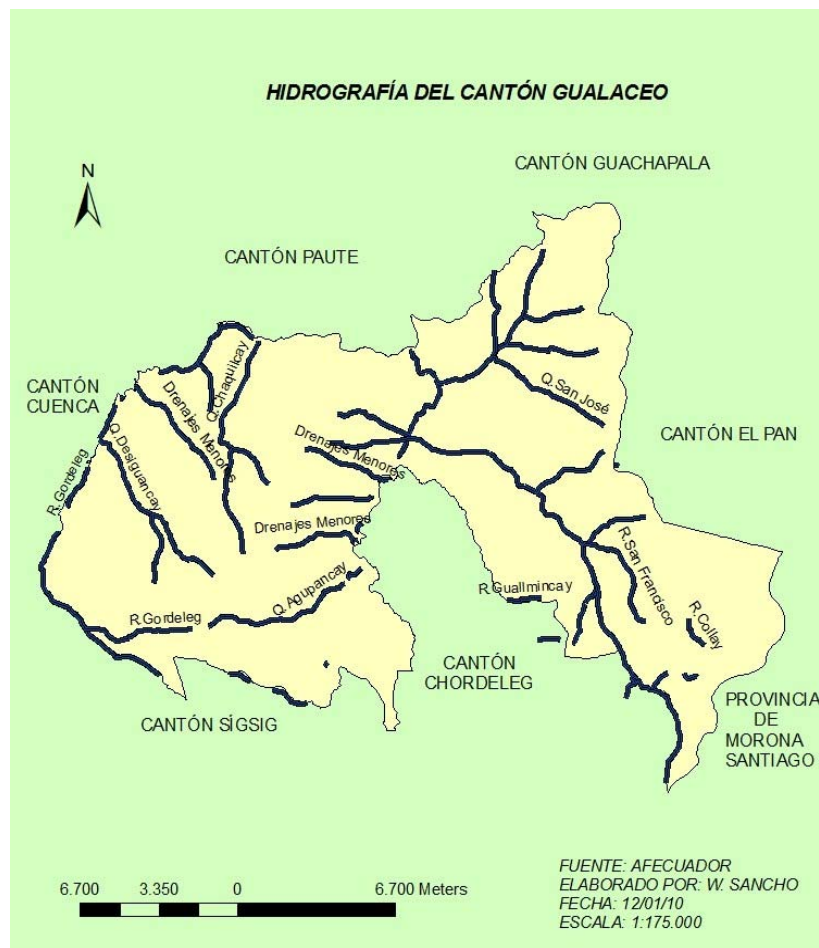 HIDROGRAFÍA DEL CANTÓN GUALACEO
N
CANTÓN GUACHAPALA
CANTÓN PAUTE
CANTÓN
CUENCA
Q.Chaquilcay
Drenajes Menores
Q.Desiguancay
R.Gordeleg
Q.San José
CANTÓN EL PAN
Drenajes Menores
Drenajes Menores
R.San Francisco
R.Guallmincay
Q.Agupancay
R.Gordeleg
R.Collay
CANTÓN
CHORDELEG
CANTÓN SÍGSIG
PROVINCIA
DE
MORONA
SANTIAGO
6.700 3.350 0 6.700 Meters
FUENTE: AFECUADOR
ELABORADO POR: W. SANCHO
FECHA: 12/01/10
ESCALA: 1:175.000